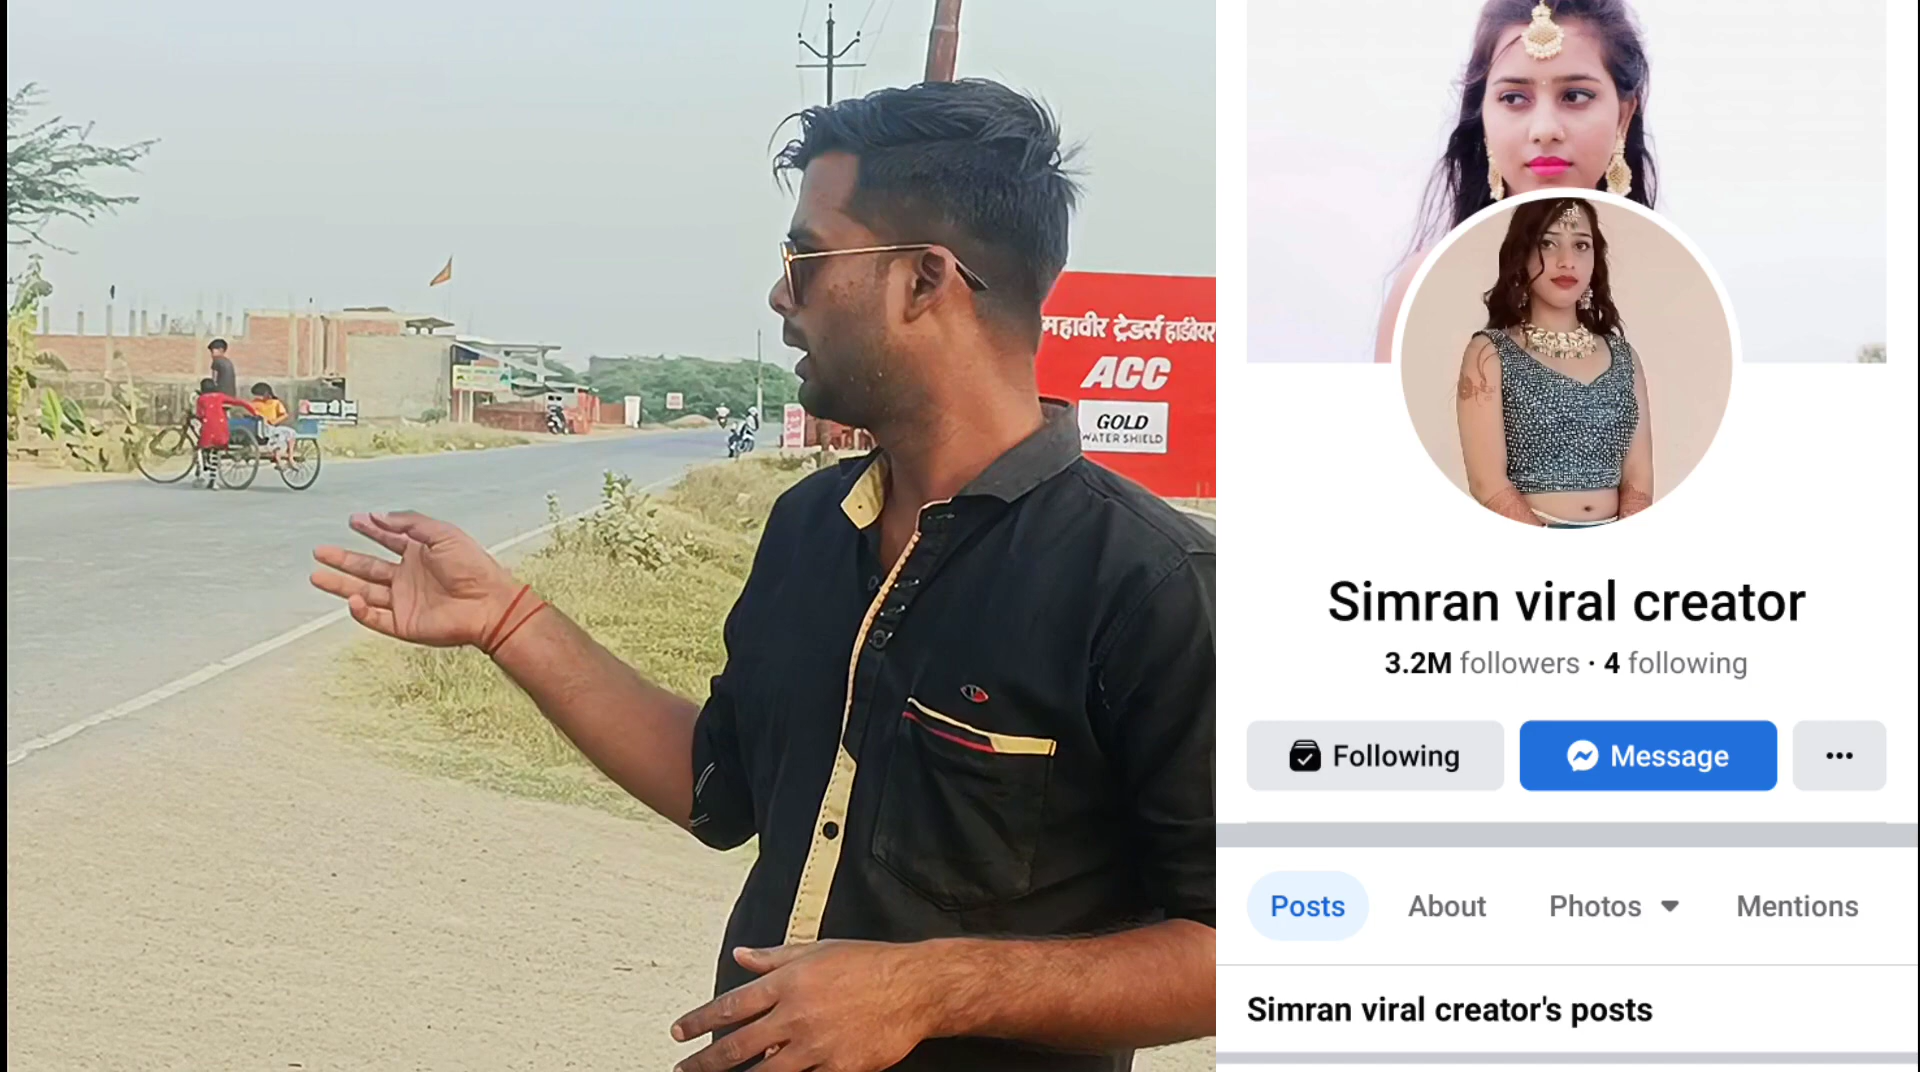 महावीर ट्रेडर्स हार्डवेयर
ACC
GOLD
WATER SHIELD
Simran viral creator
3.2M followers · 4 following
Following
Message
Posts
About
Photos
Mentions
Simran viral creator's posts